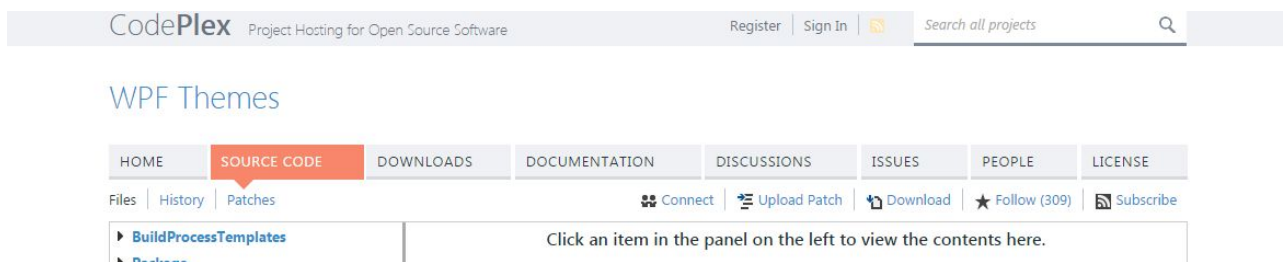 CodePlex Project Hosting for Open Source Software Register Sign In Search all projects
WPF Themes
HOME SOURCE CODE DOWNLOADS DOCUMENTATION DISCUSSIONS ISSUES PEOPLE LICENSE
Files History Patches Connect Upload Patch Download Follow (309) Subscribe
BuildProcessTemplates Click an item in the panel on the left to view the contents here.